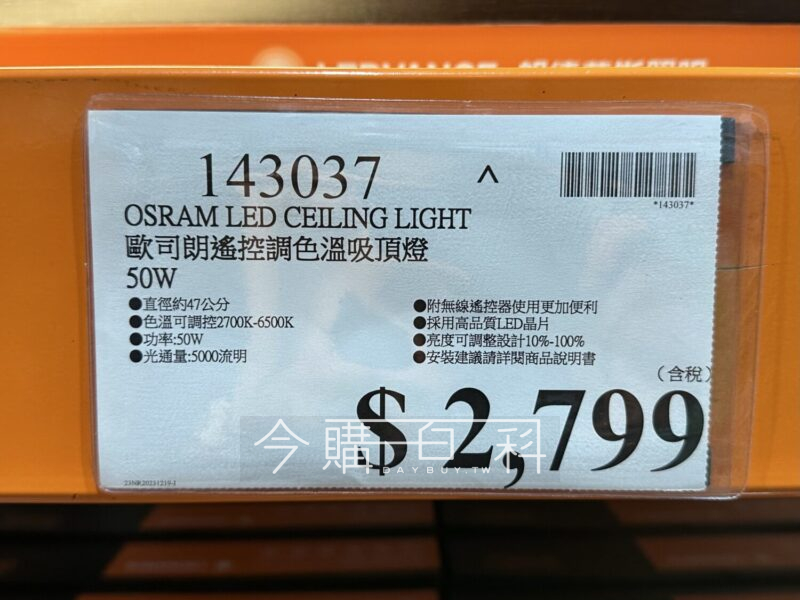 LEDVANCE
143037
^
*143037*
OSRAM LED CEILING LIGHT
歐司朗遙控調色溫吸頂燈
50W
●直徑約47公分
●色溫可調控2700K-6500K
●功率:50W
●光通量:5000流明
●附無線遙控器使用更加便利
●採用高品質LED晶片
●亮度可調整設計10%-100%
●安裝建議請詳閱商品說明書
(含稅)
$ 2,799
今購百科
DAYBUY.TW